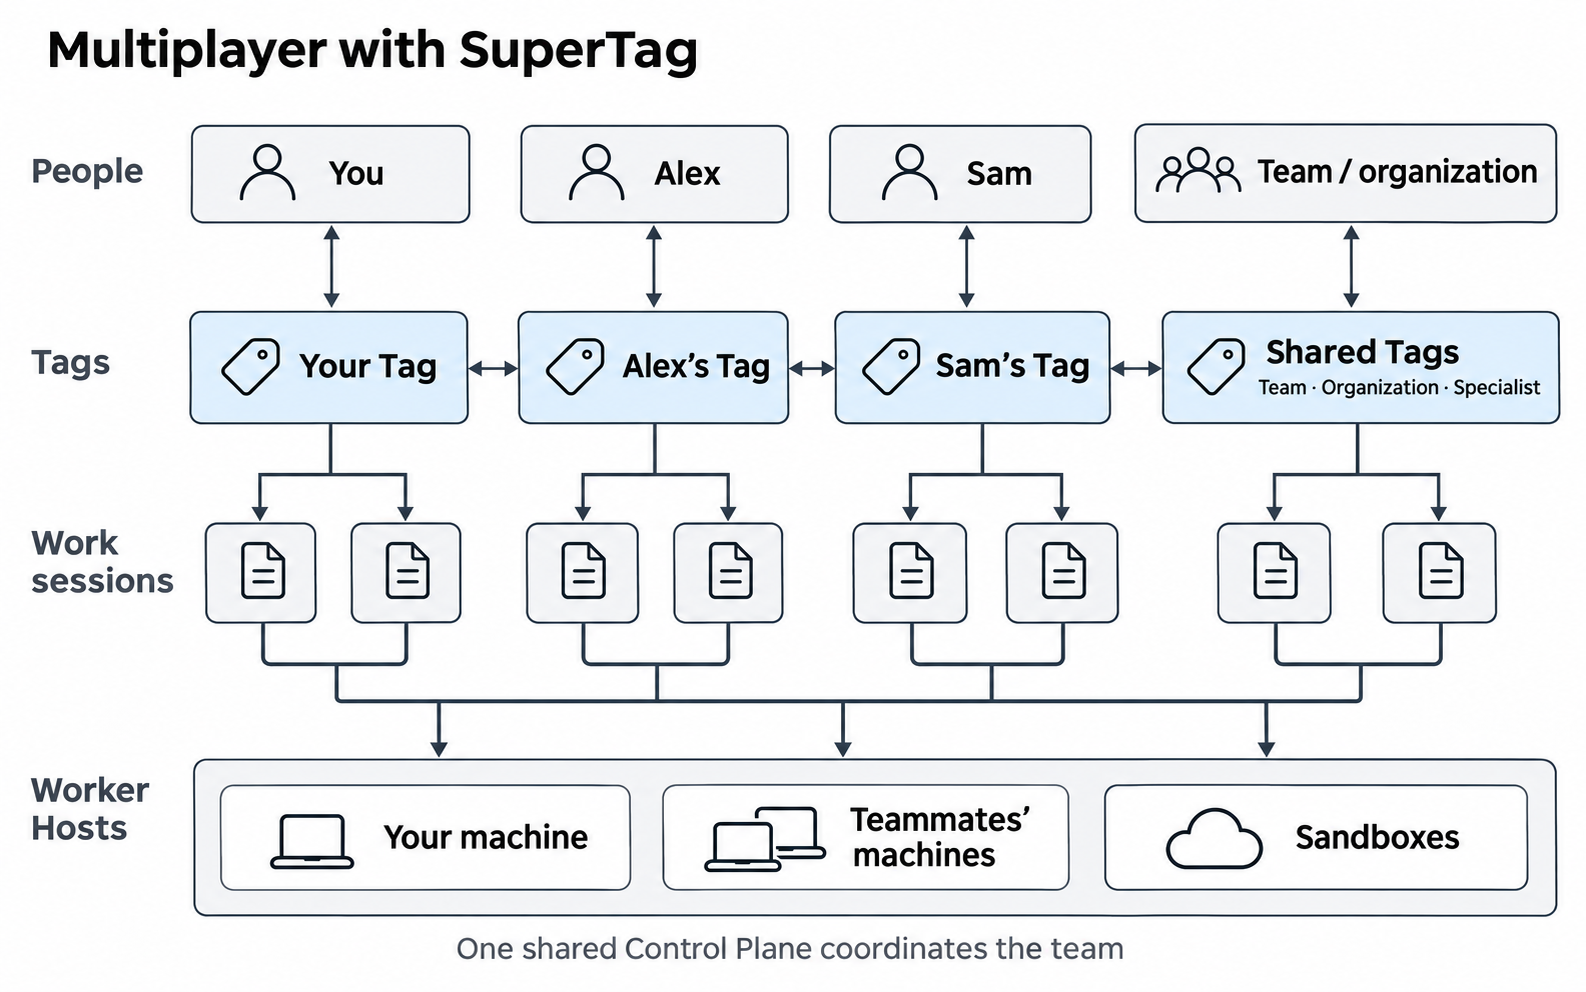 Multiplayer with SuperTag
People
You
Alex
Sam
Team / organization
Tags
Your Tag
Alex’s Tag
Sam’s Tag
Shared Tags
Team · Organization · Specialist
Work
sessions
Worker
Hosts
Your machine
Teammates’
machines
Sandboxes
One shared Control Plane coordinates the team